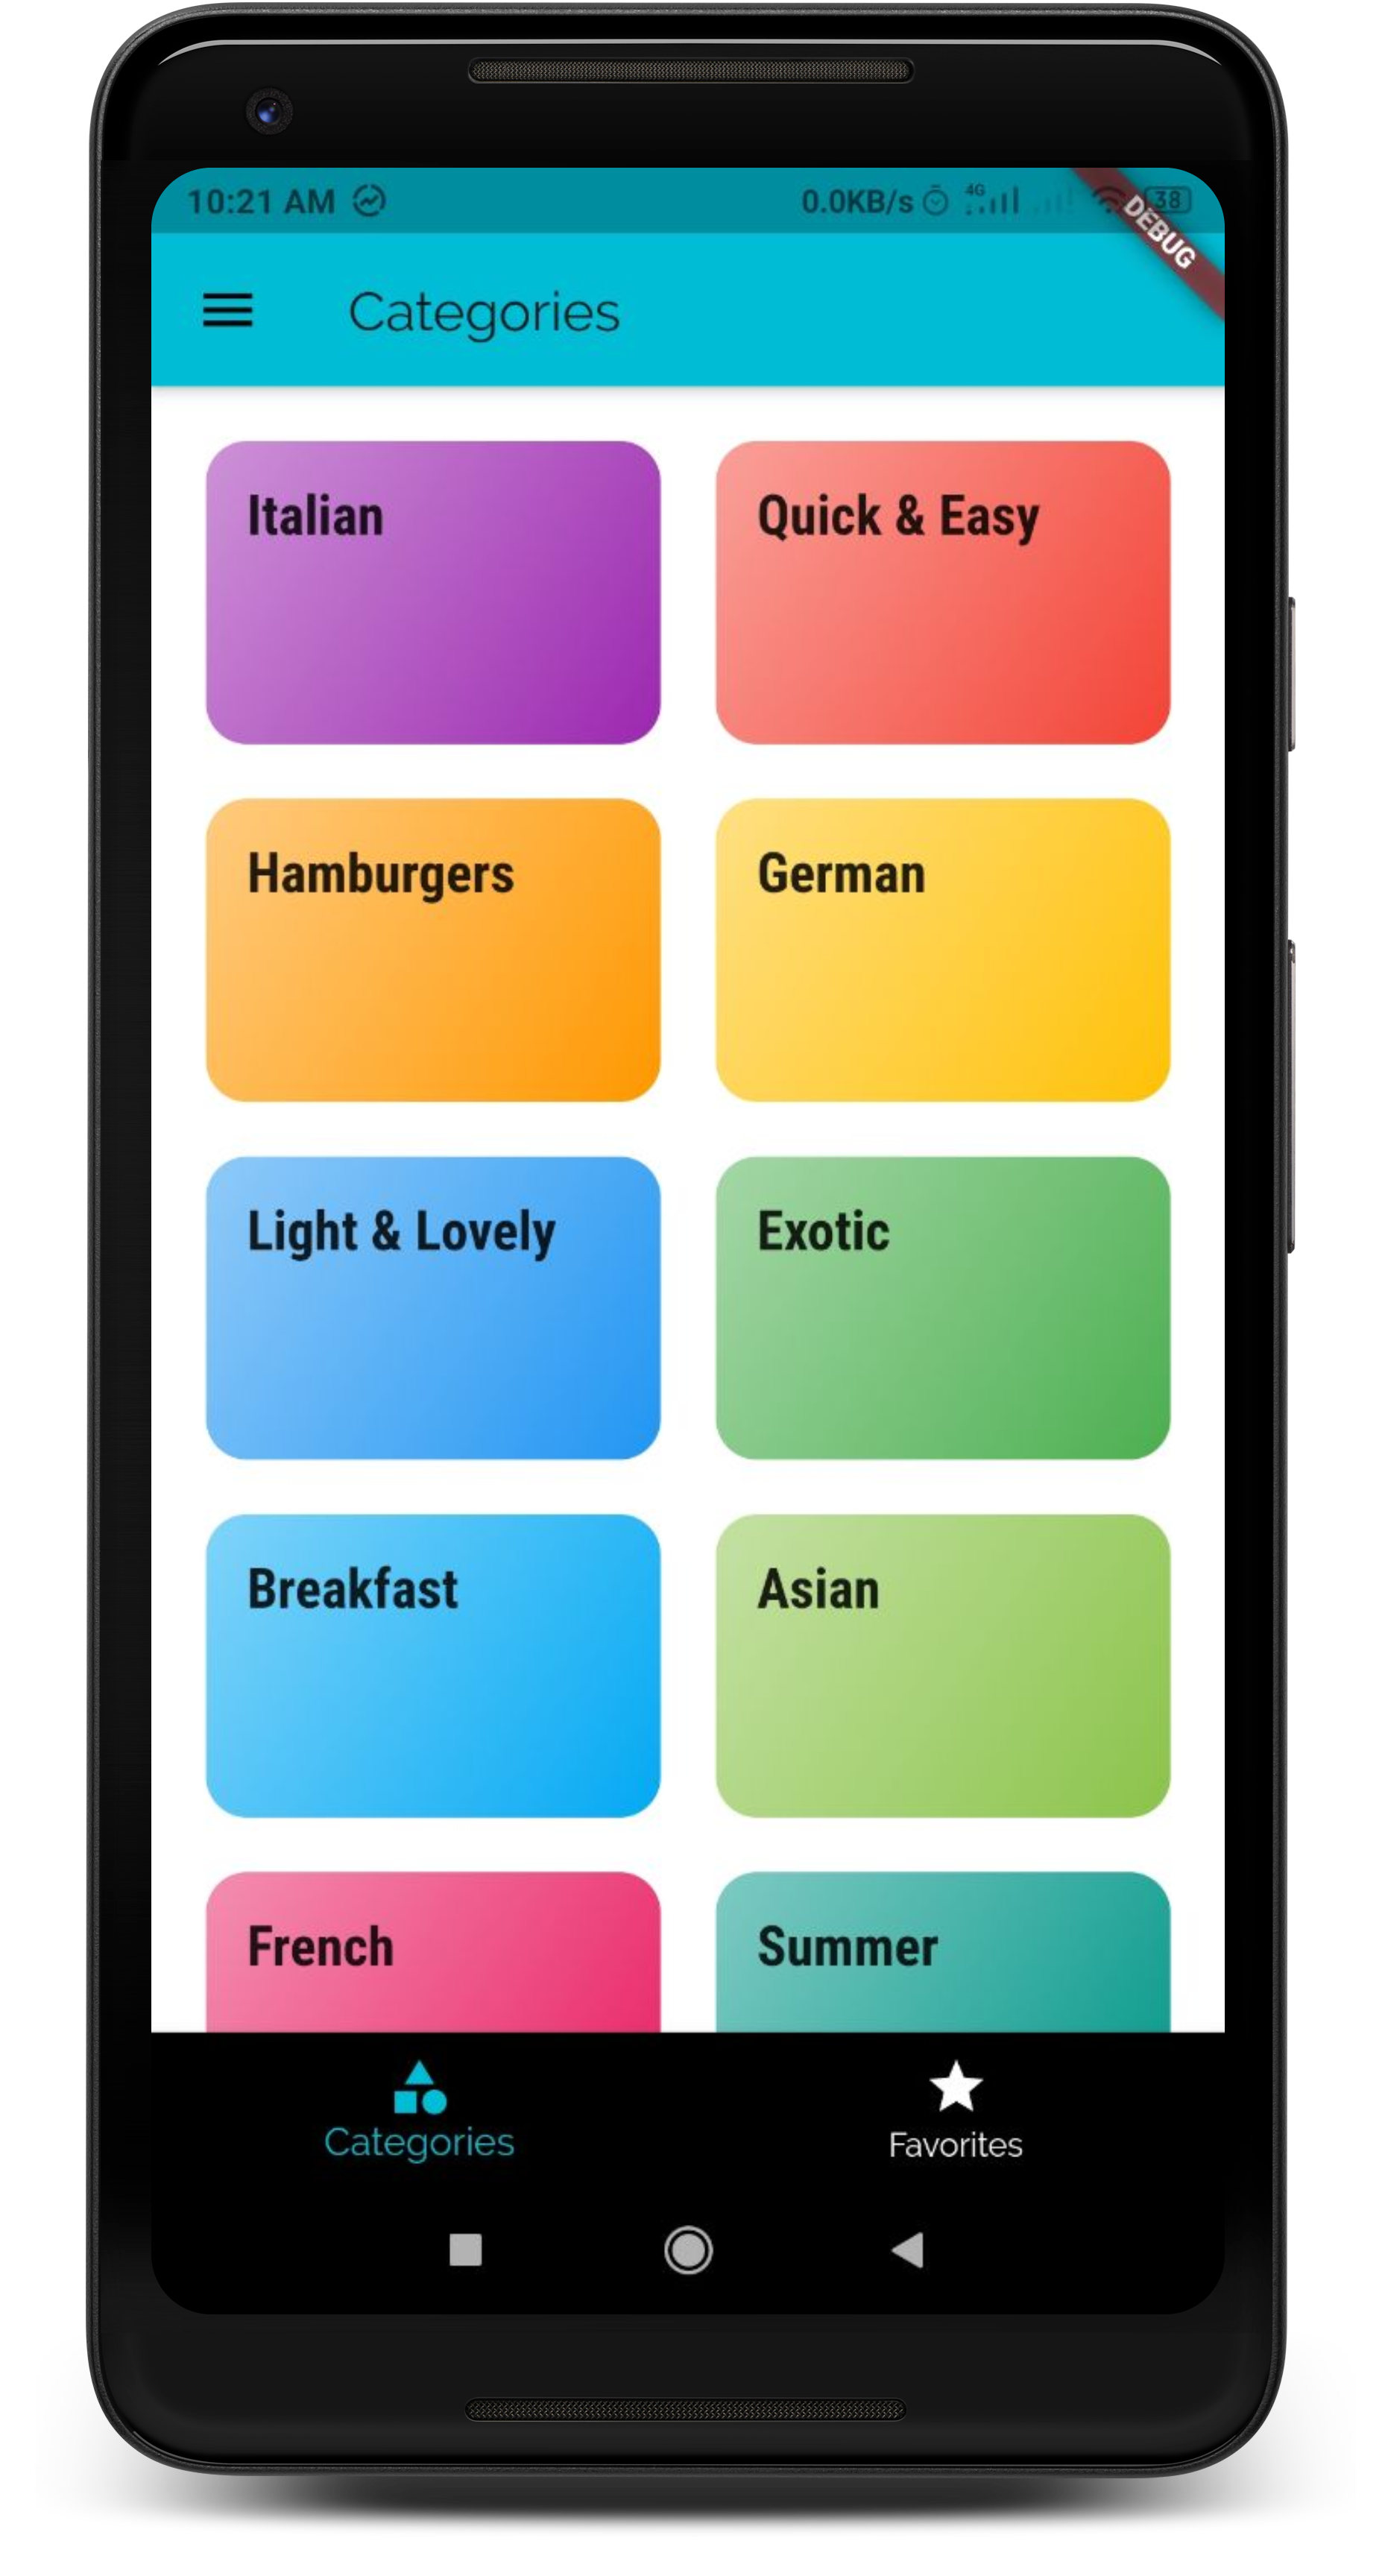 10:21 AM 0.0KB/s 4G 38
DEBUG
Categories
Italian
Quick & Easy
Hamburgers
German
Light & Lovely
Exotic
Breakfast
Asian
French
Summer
Categories
Favorites